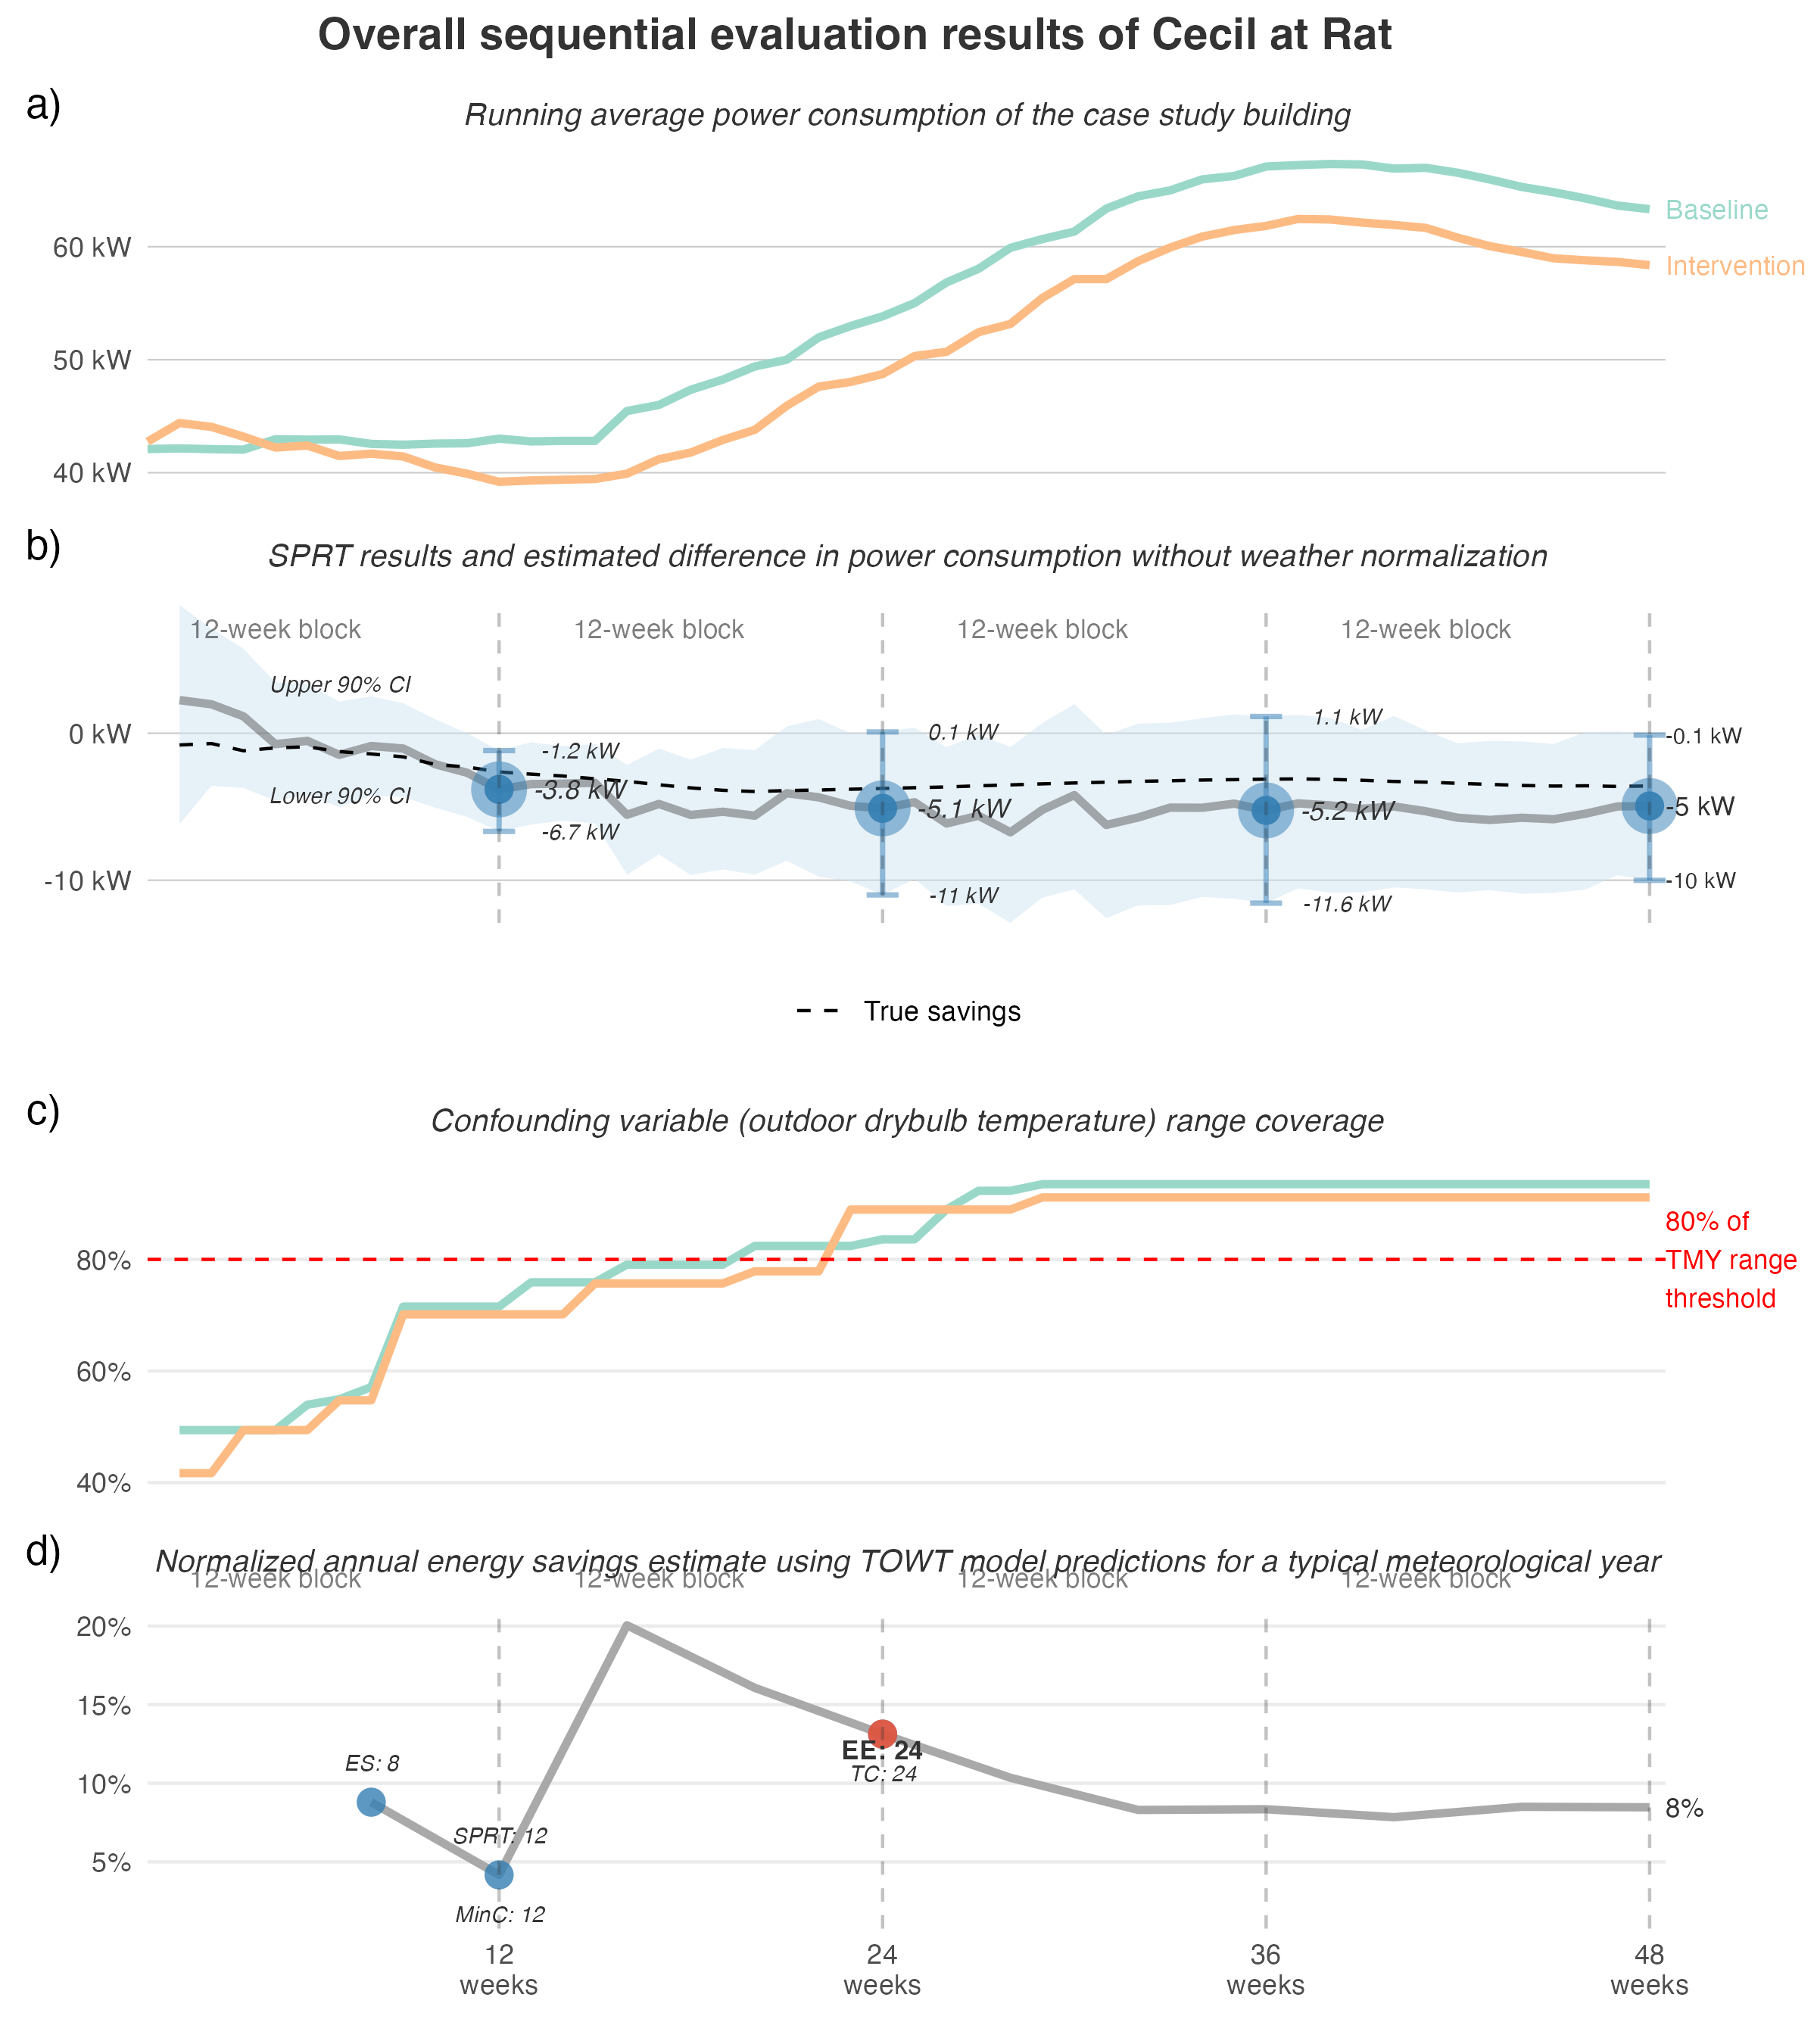 Overall sequential evaluation results of Cecil at Rat
a)
Running average power consumption of the case study building
60 kW
50 kW
40 kW
Baseline
Intervention
b)
SPRT results and estimated difference in power consumption without weather normalization
12-week block
12-week block
12-week block
12-week block
Upper 90% CI
Lower 90% CI
0 kW
-10 kW
-1.2 kW
-3.8 kW
-6.7 kW
0.1 kW
-5.1 kW
-11 kW
1.1 kW
-5.2 kW
-11.6 kW
-0.1 kW
-5 kW
-10 kW
True savings
c)
Confounding variable (outdoor drybulb temperature) range coverage
80%
60%
40%
80% of
TMY range
threshold
d)
Normalized annual energy savings estimate using TOWT model predictions for a typical meteorological year
12-week block
12-week block
12-week block
12-week block
20%
15%
10%
5%
ES: 8
SPRT: 12
MinC: 12
EE: 24
TC: 24
8%
12
weeks
24
weeks
36
weeks
48
weeks